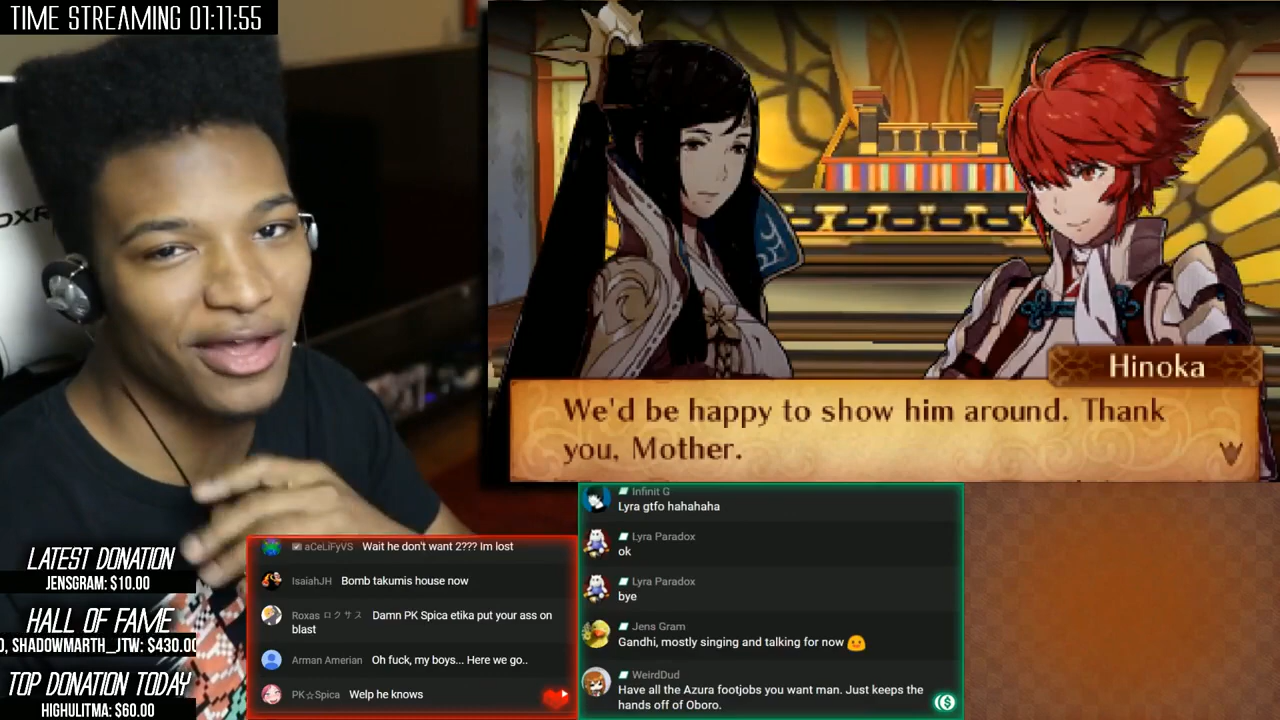 TIME STREAMING 01:11:55
OXR
Hinoka
We'd be happy to show him around. Thank
you, Mother.
LATEST DONATION
JENSGRAM: $10.00
HALL OF FAME
O, SHADOWMARTH_JTW: $430.00
TOP DONATION TODAY
HIGHULITMA: $60.00
aCeLiFyVS Wait he don't want 2??? Im lost
IsaiahJH Bomb takumis house now
Roxas ロクサス Damn PK Spica etika put your ass on
blast
Arman Amerian Oh fuck, my boys... Here we go..
PK☆Spica Welp he knows
Infinit G
Lyra gtfo hahahaha
Lyra Paradox
ok
Lyra Paradox
bye
Jens Gram
Gandhi, mostly singing and talking for now
WeirdDud
Have all the Azura footjobs you want man. Just keeps the
hands off of Oboro.